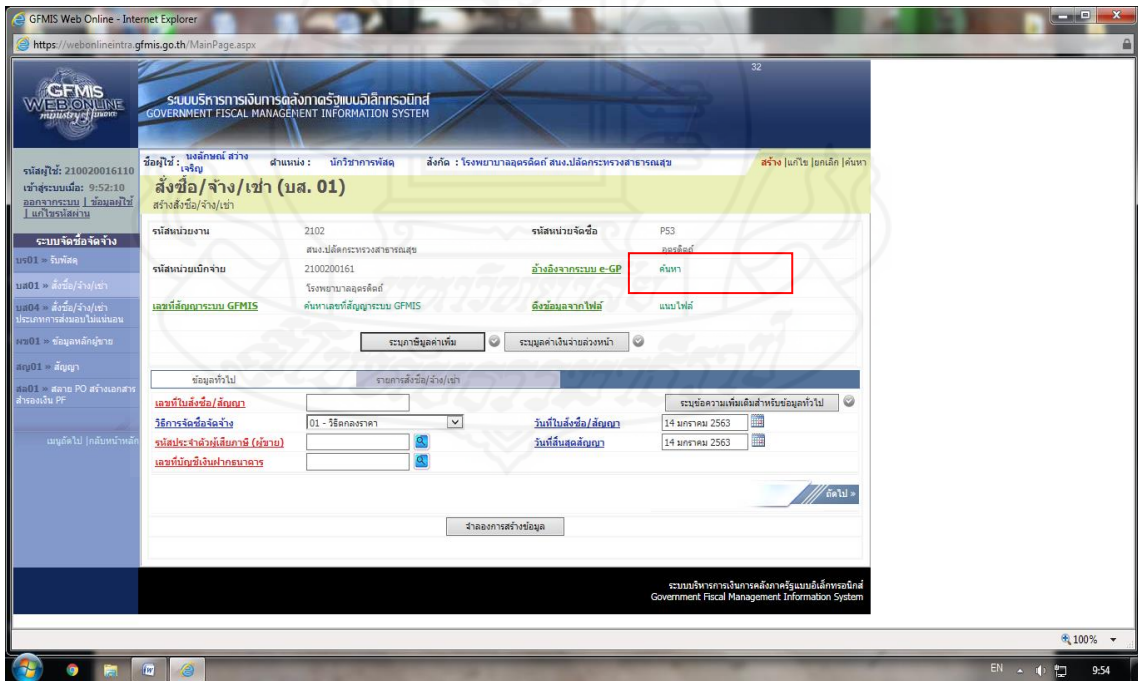 GFMIS Web Online - Internet Explorer
https://webonlineintra.gfmis.go.th/MainPage.aspx
32
GFMIS
WEB ONLINE
ministry of finance
ระบบบริหารการเงินการคลังภาครัฐแบบอิเล็กทรอนิกส์
GOVERNMENT FISCAL MANAGEMENT INFORMATION SYSTEM
รหัสผู้ใช้: 210020016110
เข้าสู่ระบบเมื่อ: 9:52:10
ออกจากระบบ | ข้อมูลผู้ใช้
| แก้ไขรหัสผ่าน
ระบบจัดซื้อจัดจ้าง
บร01 » รับพัสดุ
บส01 » สั่งซื้อ/จ้าง/เช่า
บส04 » สั่งซื้อ/จ้าง/เช่า
ประเภทการส่งมอบไม่แน่นอน
ผข01 » ข้อมูลหลักผู้ขาย
สญ01 » สัญญา
สล01 » สลาย PO สร้างเอกสาร
สำรองเงิน PF
เมนูถัดไป |กลับหน้าหลัก
ชื่อผู้ใช้ : นงลักษณ์ สว่าง
เจริญ
ตำแหน่ง : นักวิชาการพัสดุ
สังกัด : โรงพยาบาลอุตรดิตถ์ สนง.ปลัดกระทรวงสาธารณสุข
สร้าง |แก้ไข |ยกเลิก |ค้นหา
สั่งซื้อ/จ้าง/เช่า (บส. 01)
สร้างสั่งซื้อ/จ้าง/เช่า
รหัสหน่วยงาน 2102 รหัสหน่วยจัดซื้อ P53
สนง.ปลัดกระทรวงสาธารณสุข อุตรดิตถ์
รหัสหน่วยเบิกจ่าย 2100200161 อ้างอิงจากระบบ e-GP ค้นหา
โรงพยาบาลอุตรดิตถ์
เลขที่สัญญาระบบ GFMIS ค้นหาเลขที่สัญญาระบบ GFMIS ดึงข้อมูลจากไฟล์ แนบไฟล์
ระบุภาษีมูลค่าเพิ่ม ระบุมูลค่าเงินจ่ายล่วงหน้า
ข้อมูลทั่วไป รายการสั่งซื้อ/จ้าง/เช่า
เลขที่ใบสั่งซื้อ/สัญญา ระบุข้อความเพิ่มเติมสำหรับข้อมูลทั่วไป
วิธีการจัดซื้อจัดจ้าง 01 - วิธีตกลงราคา วันที่ใบสั่งซื้อ/สัญญา 14 มกราคม 2563
รหัสประจำตัวผู้เสียภาษี (ผู้ขาย) วันที่สิ้นสุดสัญญา 14 มกราคม 2563
เลขที่บัญชีเงินฝากธนาคาร
ถัดไป »
จำลองการสร้างข้อมูล
ระบบบริหารการเงินการคลังภาครัฐแบบอิเล็กทรอนิกส์
Government Fiscal Management Information System
100%
EN 9:54